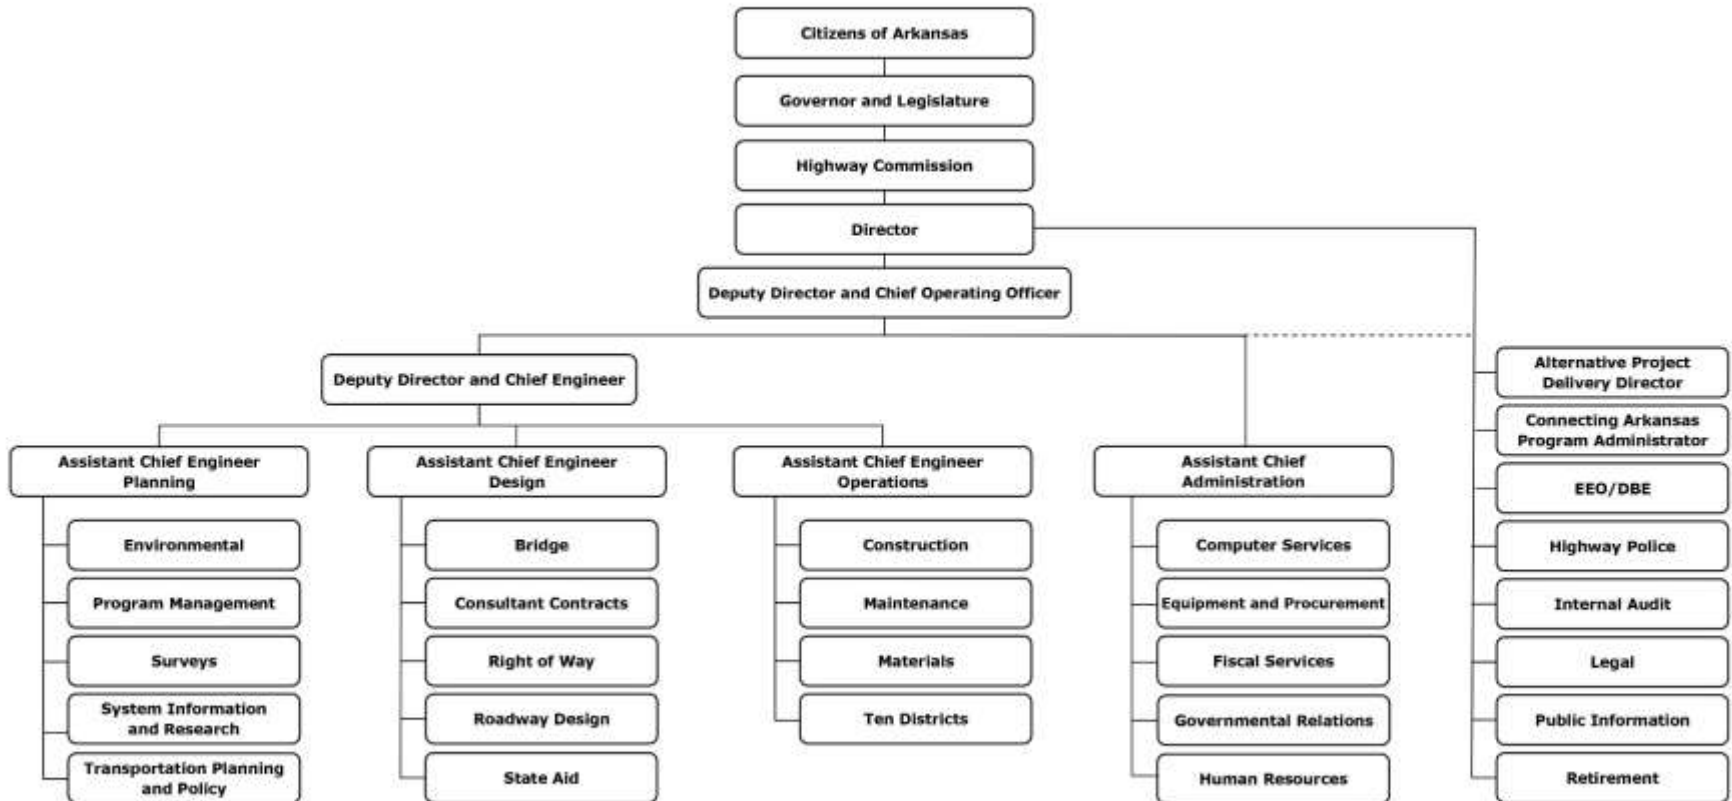 Citizens of Arkansas
Governor and Legislature
Highway Commission
Director
Deputy Director and Chief Operating Officer
Deputy Director and Chief Engineer
Assistant Chief Engineer
Planning
Environmental
Program Management
Surveys
System Information
and Research
Transportation Planning
and Policy
Assistant Chief Engineer
Design
Bridge
Consultant Contracts
Right of Way
Roadway Design
State Aid
Assistant Chief Engineer
Operations
Construction
Maintenance
Materials
Ten Districts
Assistant Chief
Administration
Computer Services
Equipment and Procurement
Fiscal Services
Governmental Relations
Human Resources
Alternative Project
Delivery Director
Connecting Arkansas
Program Administrator
EEO/DBE
Highway Police
Internal Audit
Legal
Public Information
Retirement